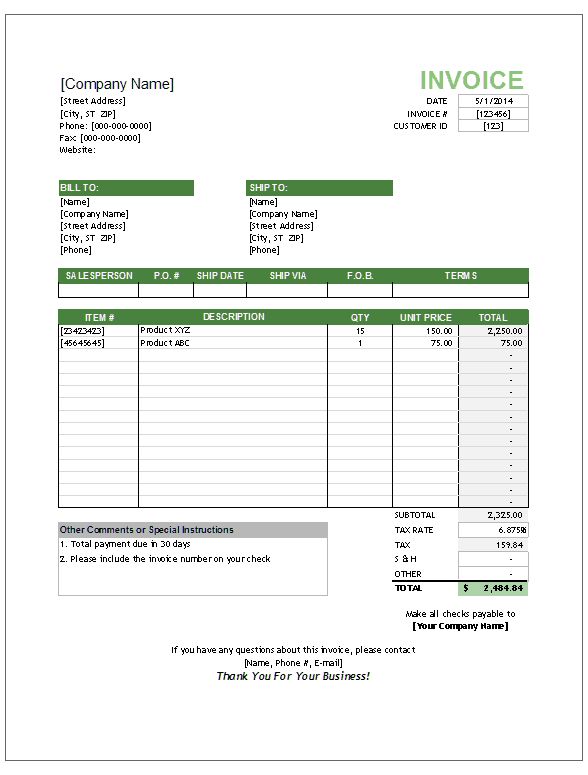 [Company Name]
INVOICE
[Street Address]
DATE 5/1/2014
[City, ST ZIP]
INVOICE # [123456]
Phone: [000-000-0000]
CUSTOMER ID [123]
Fax: [000-000-0000]
Website:
BILL TO:
[Name]
[Company Name]
[Street Address]
[City, ST ZIP]
[Phone]
SHIP TO:
[Name]
[Company Name]
[Street Address]
[City, ST ZIP]
[Phone]
SALESPERSON P.O. # SHIP DATE SHIP VIA F.O.B. TERMS
ITEM # DESCRIPTION QTY UNIT PRICE TOTAL
[23423423] Product XYZ 15 150.00 2,250.00
[45645645] Product ABC 1 75.00 75.00
-
-
-
-
-
-
-
-
-
-
-
-
-
SUBTOTAL 2,325.00
TAX RATE 6.875%
TAX 159.84
S & H -
OTHER -
TOTAL $ 2,484.84
Other Comments or Special Instructions
1. Total payment due in 30 days
2. Please include the invoice number on your check
Make all checks payable to
[Your Company Name]
If you have any questions about this invoice, please contact
[Name, Phone #, E-mail]
Thank You For Your Business!